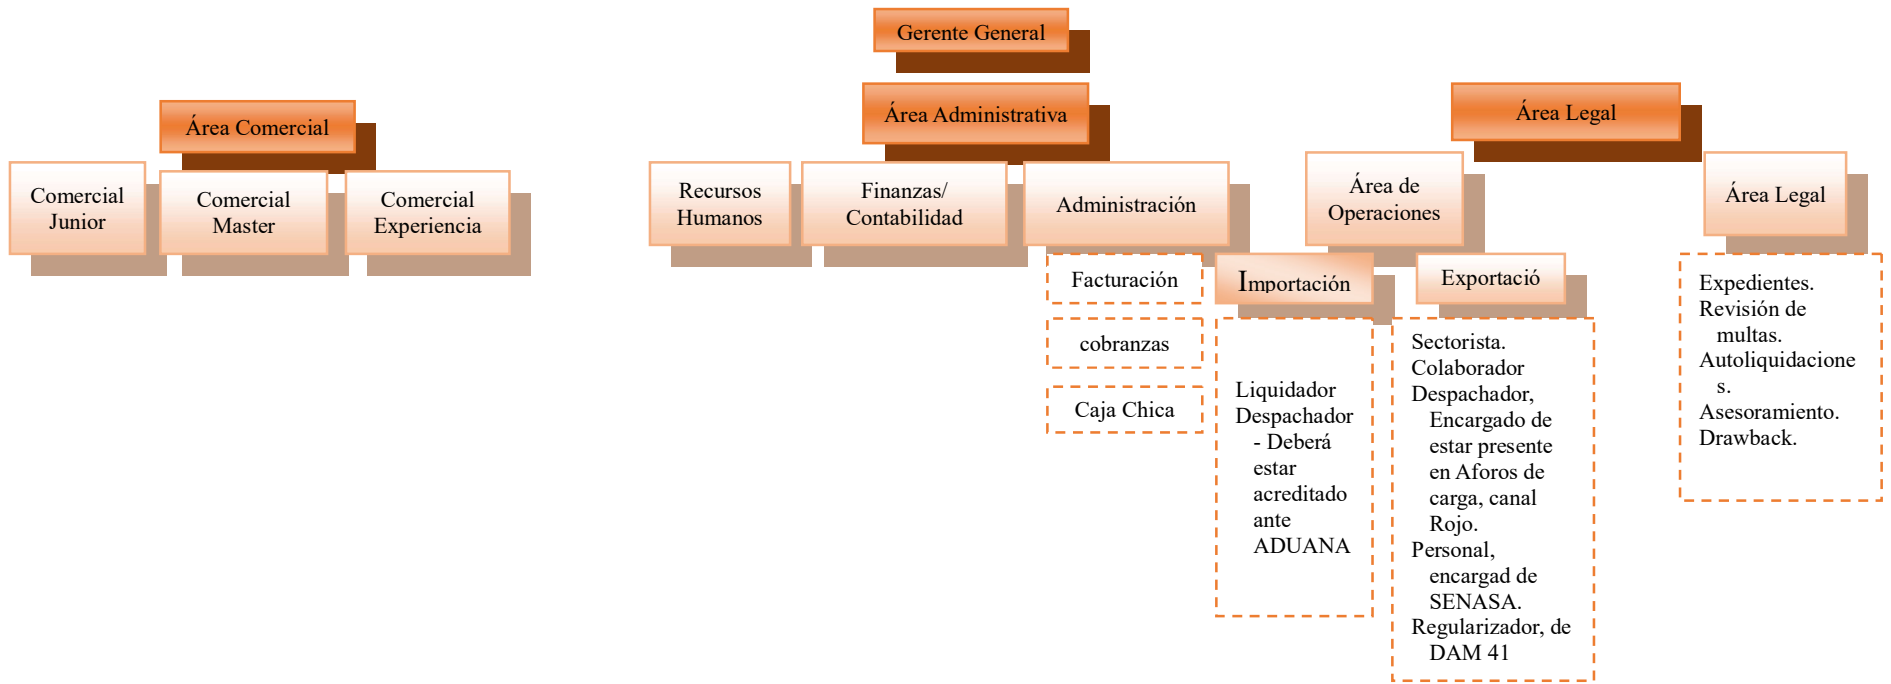 Gerente General
Área Comercial
Área Administrativa
Área Legal
Comercial
Junior
Comercial
Master
Comercial
Experiencia
Recursos
Humanos
Finanzas/
Contabilidad
Administración
Área de
Operaciones
Área Legal
Facturación
cobranzas
Caja Chica
Importación
Liquidador
Despachador
- Deberá
estar
acreditado
ante
ADUANA
Exportació
Sectorista.
Colaborador
Despachador,
Encargado de
estar presente
en Aforos de
carga, canal
Rojo.
Personal,
encargad de
SENASA.
Regularizador, de
DAM 41
Expedientes.
Revisión de
multas.
Autoliquidacione
s.
Asesoramiento.
Drawback.